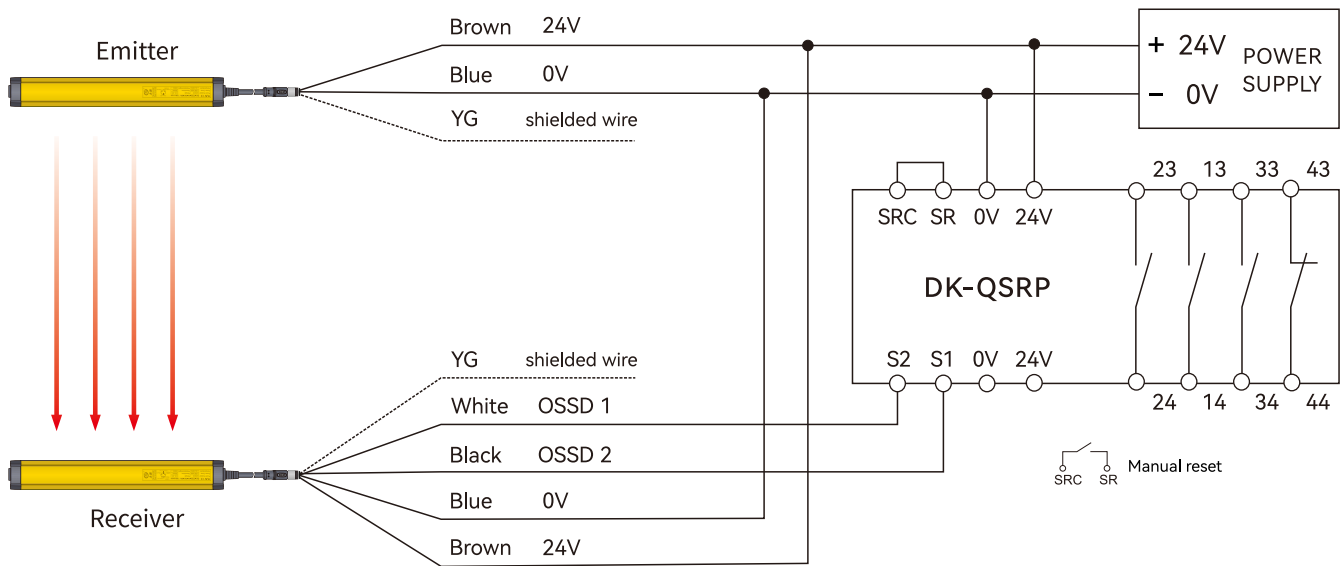 Emitter
Brown 24V
Blue 0V
YG shielded wire
+ 24V
− 0V
POWER
SUPPLY
23 13 33 43
SRC SR 0V 24V
DK-QSRP
S2 S1 0V 24V
24 14 34 44
SRC SR Manual reset
YG shielded wire
White OSSD 1
Black OSSD 2
Blue 0V
Brown 24V
Receiver